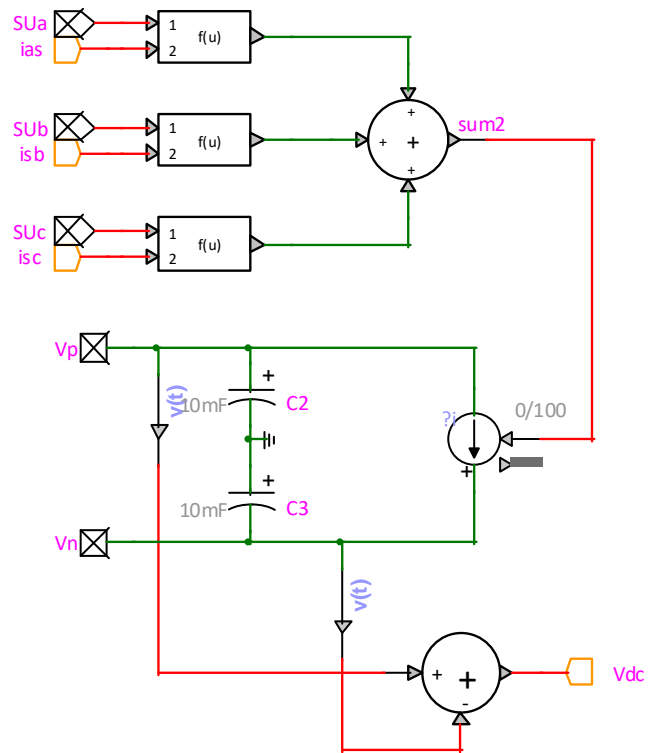 SUa
1
ias
2
f(u)
SUb
1
isb
2
f(u)
SUc
1
isc
2
f(u)
+
+
+
+
sum2
Vp
v(t)
+
10mF
C2
?i
0/100
+
+
10mF
C3
Vn
v(t)
+
+
-
Vdc